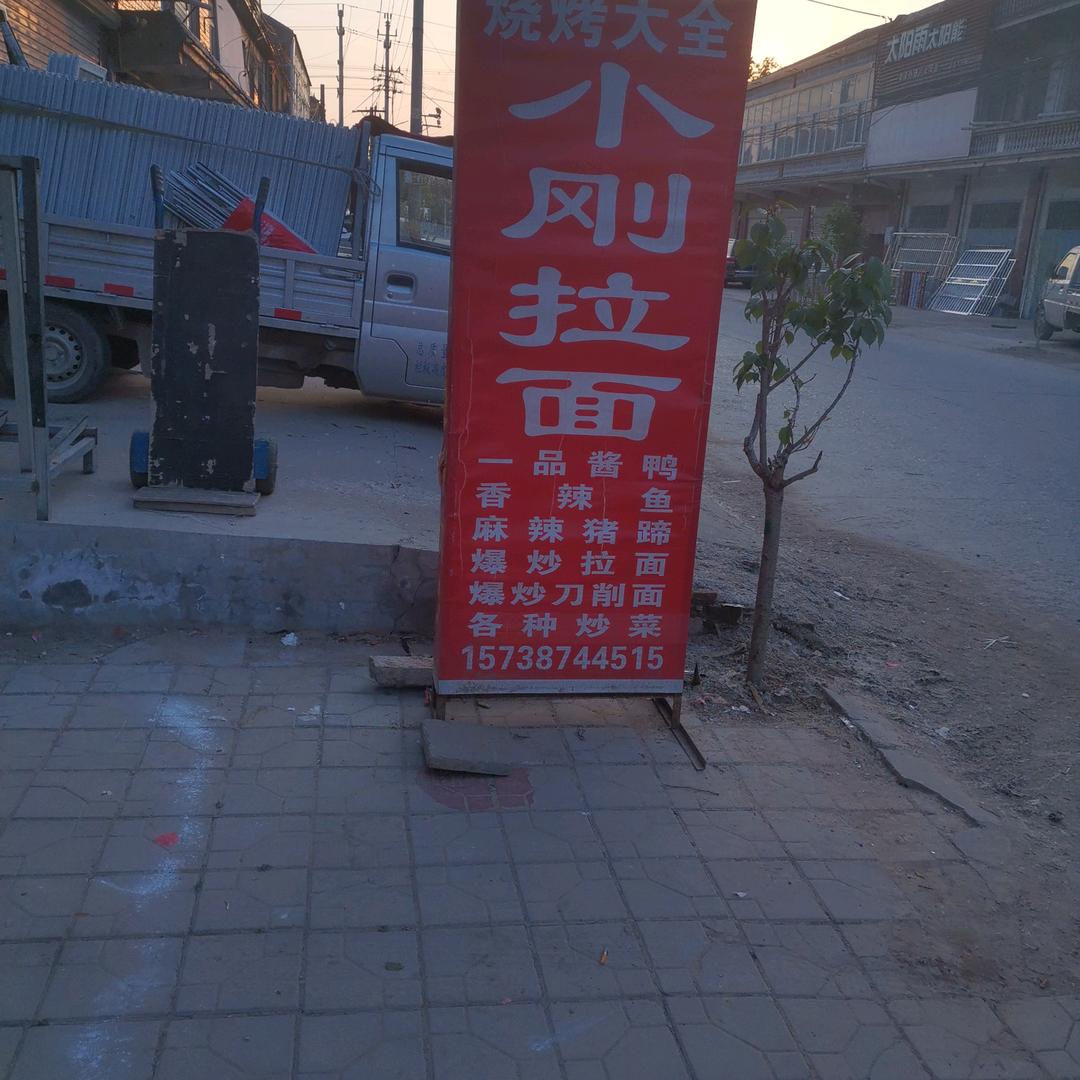 烧烤大全
小
刚
拉
面
一品酱鸭
香辣鱼
麻辣猪蹄
爆炒拉面
爆炒刀削面
各种炒菜
15738744515
太阳雨太阳能